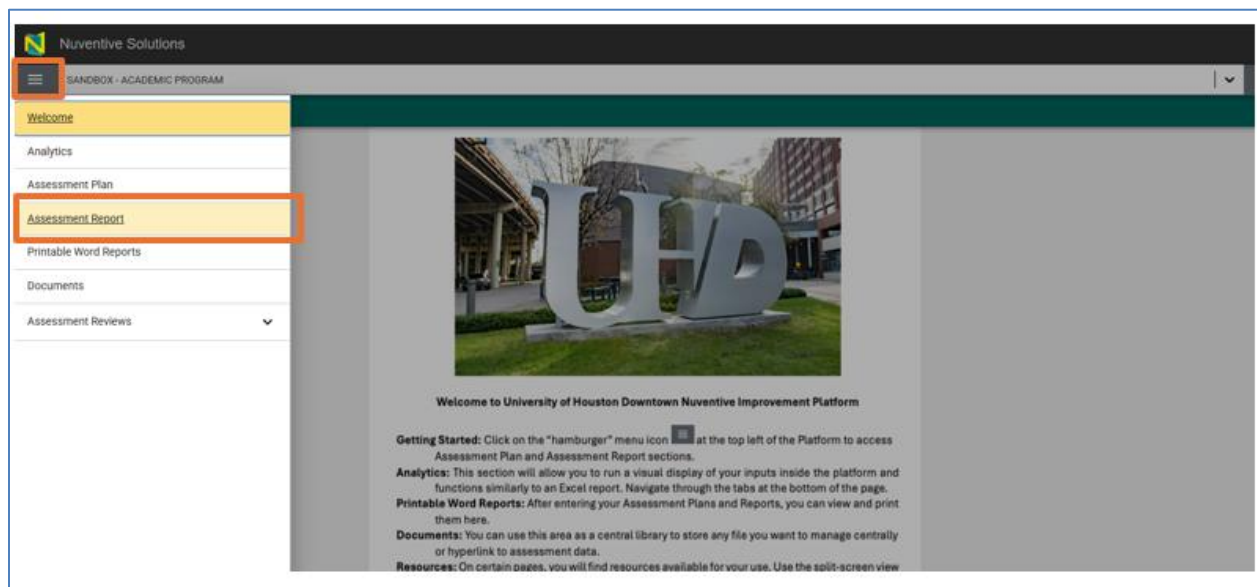 Nuventive Solutions
SANDBOX - ACADEMIC PROGRAM
Welcome
Analytics
Assessment Plan
Assessment Report
Printable Word Reports
Documents
Assessment Reviews
UHD
Welcome to University of Houston Downtown Nuventive Improvement Platform
Getting Started: Click on the "hamburger" menu icon at the top left of the Platform to access
Assessment Plan and Assessment Report sections.
Analytics: This section will allow you to run a visual display of your inputs inside the platform and
functions similarly to an Excel report. Navigate through the tabs at the bottom of the page.
Printable Word Reports: After entering your Assessment Plans and Reports, you can view and print
them here.
Documents: You can use this area as a central library to store any file you want to manage centrally
or hyperlink to assessment data.
Resources: On certain pages, you will find resources available for your use. Use the split-screen view